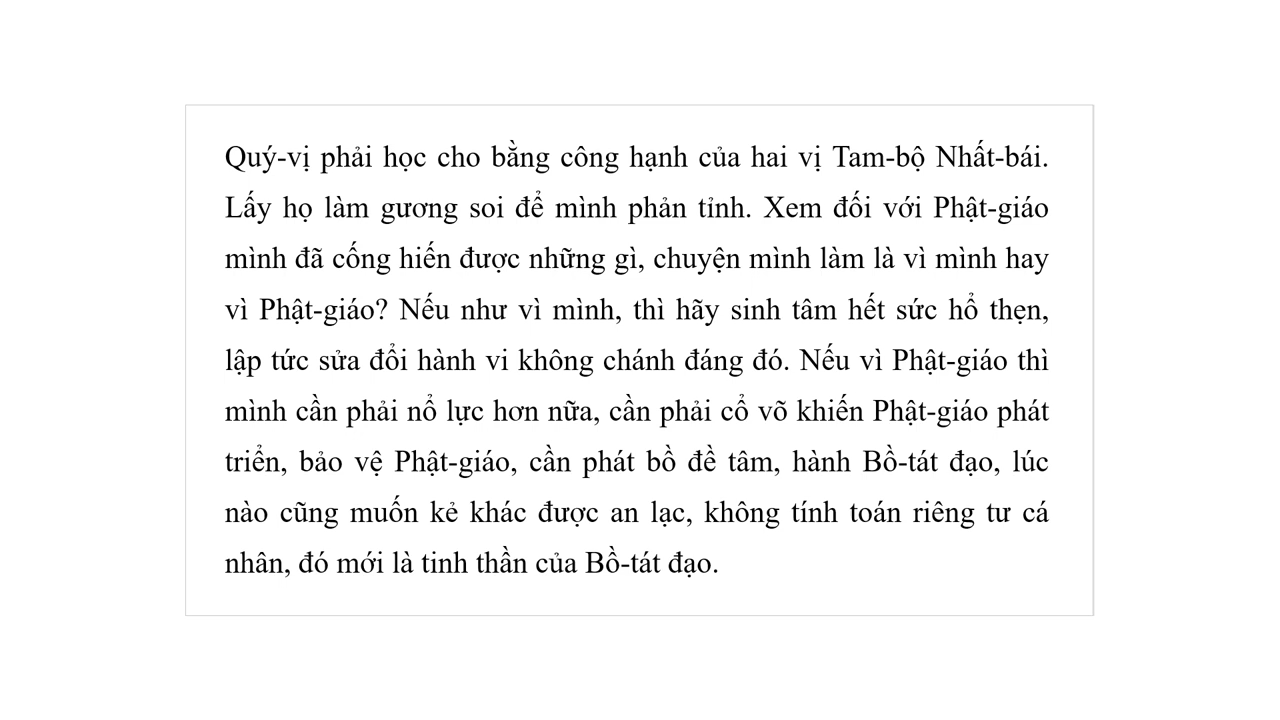 Quý-vị phải học cho bằng công hạnh của hai vị Tam-bộ Nhất-bái.
Lấy họ làm gương soi để mình phản tỉnh. Xem đối với Phật-giáo
mình đã cống hiến được những gì, chuyện mình làm là vì mình hay
vì Phật-giáo? Nếu như vì mình, thì hãy sinh tâm hết sức hổ thẹn,
lập tức sửa đổi hành vi không chánh đáng đó. Nếu vì Phật-giáo thì
mình cần phải nổ lực hơn nữa, cần phải cổ võ khiến Phật-giáo phát
triển, bảo vệ Phật-giáo, cần phát bồ đề tâm, hành Bồ-tát đạo, lúc
nào cũng muốn kẻ khác được an lạc, không tính toán riêng tư cá
nhân, đó mới là tinh thần của Bồ-tát đạo.